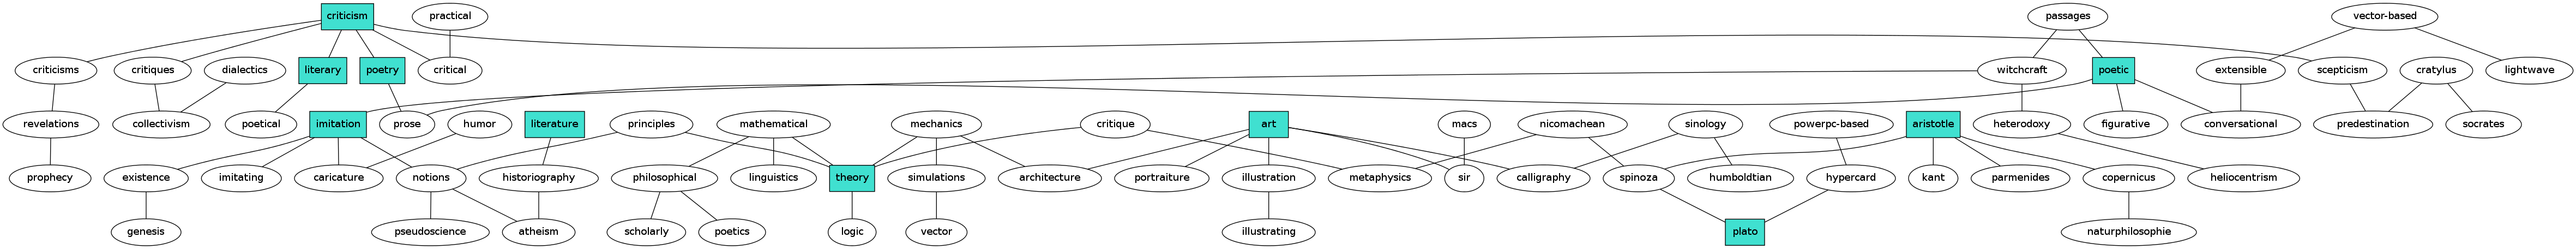 criticism practical passages vector-based
criticisms critiques dialectics literary poetry critical witchcraft poetic extensible scepticism cratylus lightwave
revelations collectivism poetical imitation prose humor literature principles mathematical mechanics critique art macs nicomachean sinology powerpc-based aristotle heterodoxy figurative conversational predestination socrates
prophecy existence imitating caricature notions historiography philosophical linguistics theory simulations architecture portraiture illustration metaphysics sir calligraphy spinoza humboldtian hypercard kant parmenides copernicus heliocentrism
genesis pseudoscience atheism scholarly poetics logic vector illustrating plato naturphilosophie